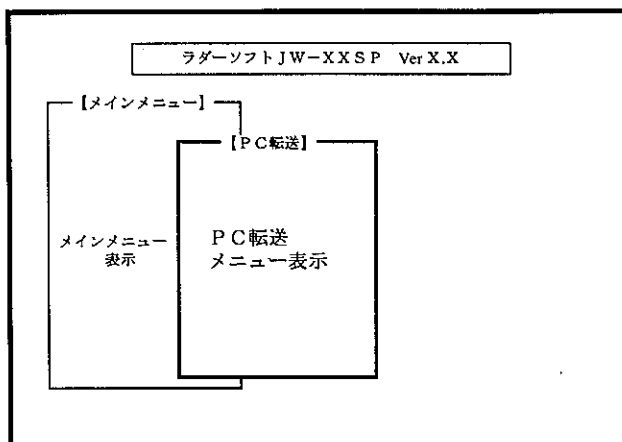 ラダーソフトJW－XXSP　Ver X.X
【メインメニュー】
【PC転送】
メインメニュー
表示
PC転送
メニュー表示